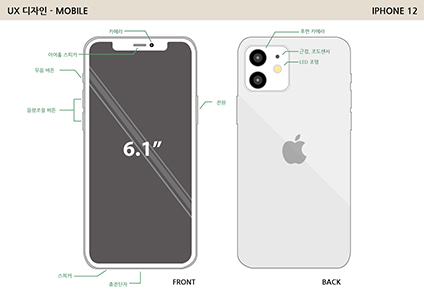 UX 디자인 - MOBILE
IPHONE 12
카메라
이어홀 스피커
무음 버튼
음량조절 버튼
전원
6.1”
스피커
충전단자
FRONT
후면 카메라
근접, 조도센서
LED 조명
BACK